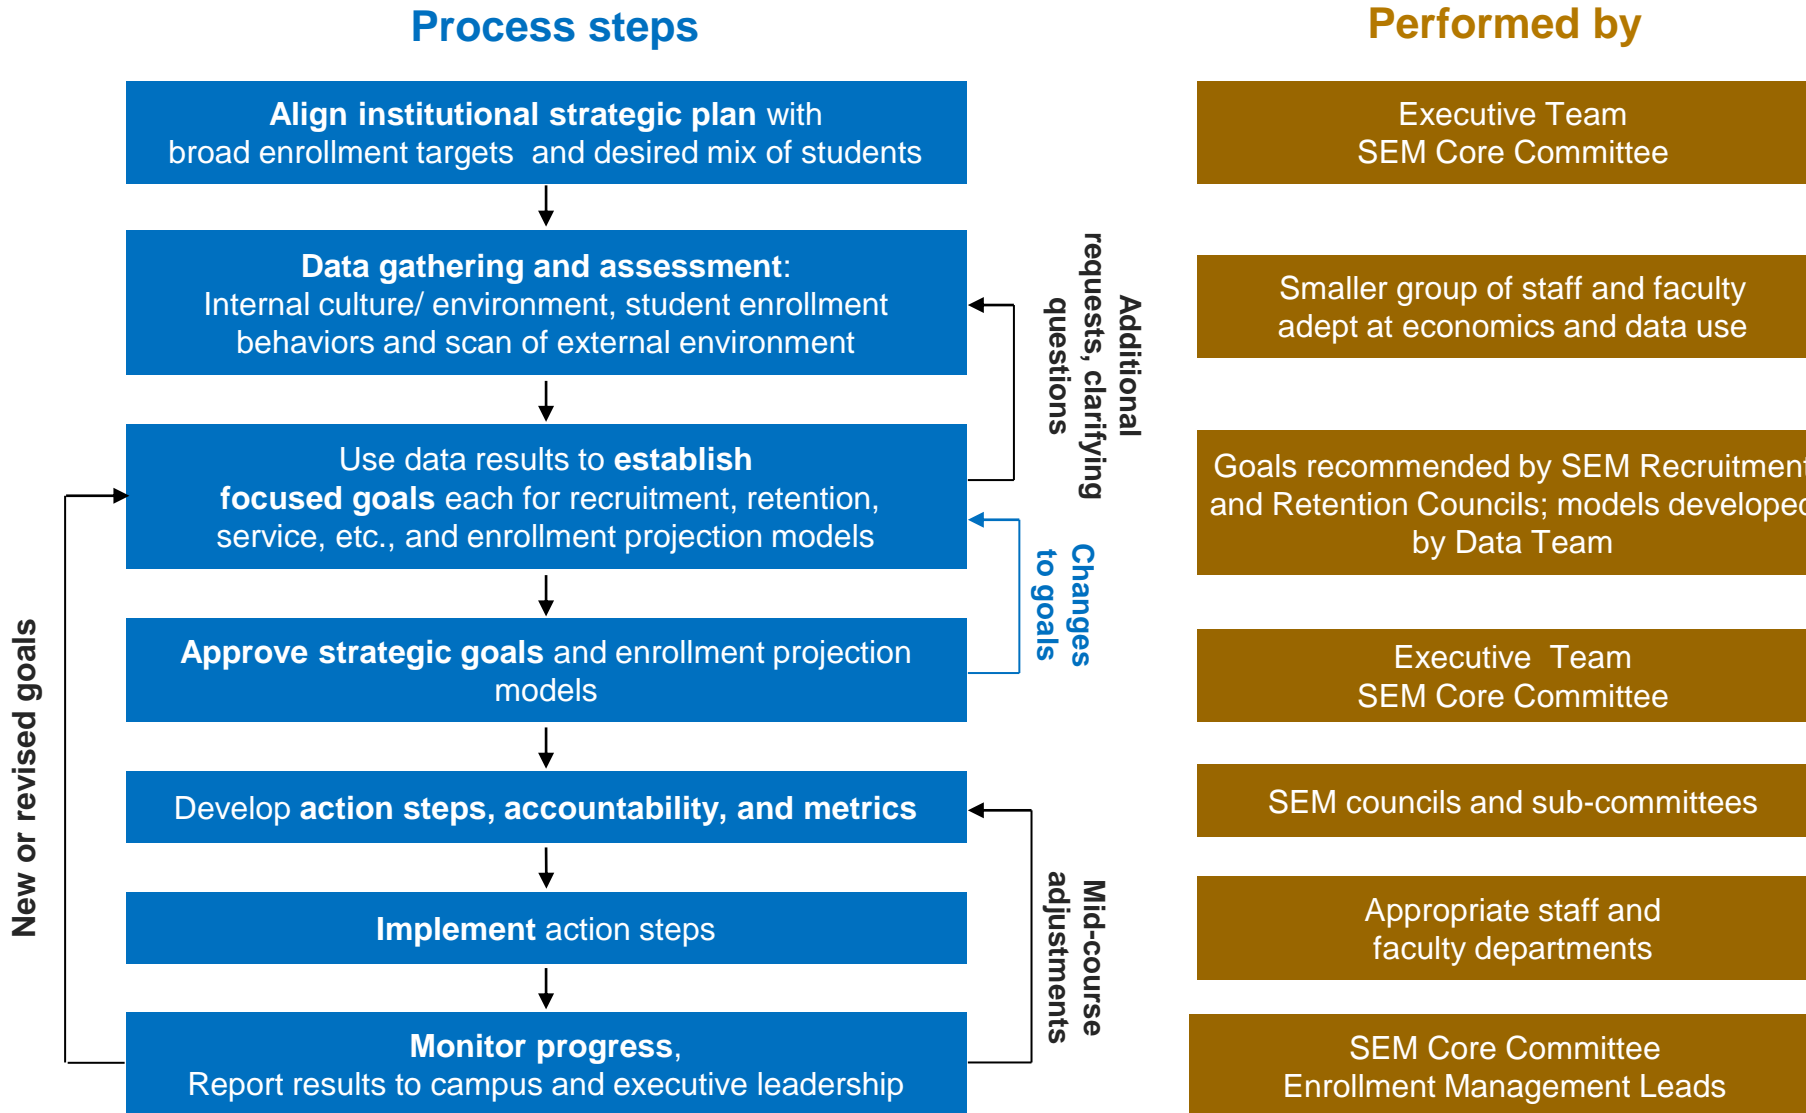 Process steps
Performed by
Align institutional strategic plan with
broad enrollment targets and desired mix of students
Executive Team
SEM Core Committee
Data gathering and assessment:
Internal culture/ environment, student enrollment
behaviors and scan of external environment
Additional
requests, clarifying
questions
Smaller group of staff and faculty
adept at economics and data use
Use data results to establish
focused goals each for recruitment, retention,
service, etc., and enrollment projection models
Changes
to goals
Goals recommended by SEM Recruitment
and Retention Councils; models developed
by Data Team
Approve strategic goals and enrollment projection
models
Executive Team
SEM Core Committee
New or revised goals
Develop action steps, accountability, and metrics
SEM councils and sub-committees
Implement action steps
Mid-course
adjustments
Appropriate staff and
faculty departments
Monitor progress,
Report results to campus and executive leadership
SEM Core Committee
Enrollment Management Leads